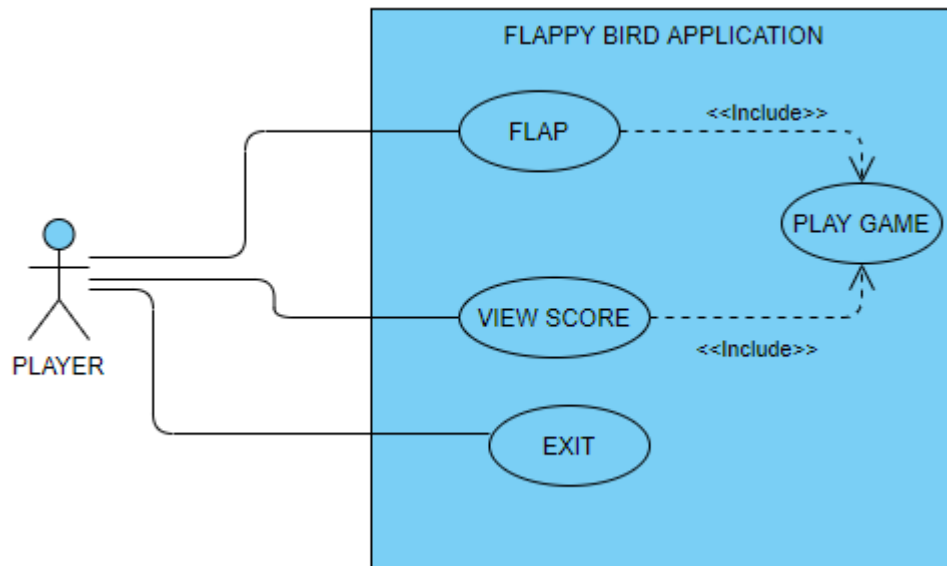 FLAPPY BIRD APPLICATION
<<Include>>
FLAP
PLAY GAME
VIEW SCORE
<<Include>>
PLAYER
EXIT